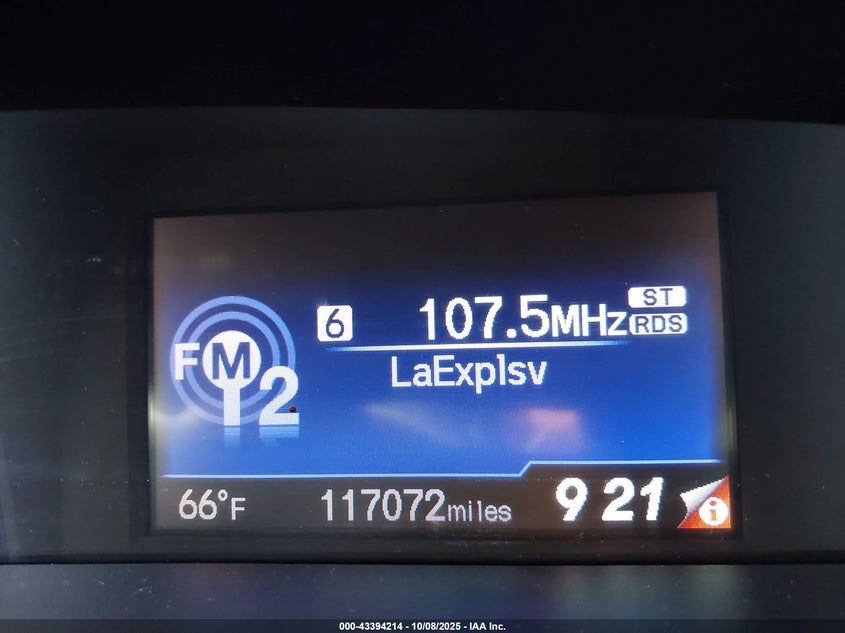 6 107.5MHz ST
RDS
FM 2
LaExplsv
66°F 117072miles 9 21 i
000-43394214 - 10/08/2025 - IAA Inc.